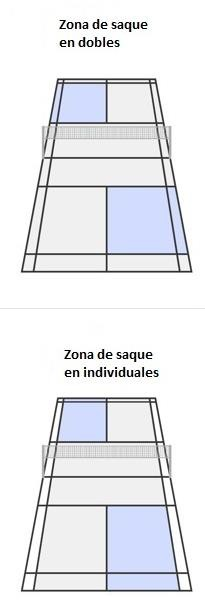 Zona de saque
en dobles
Zona de saque
en individuales